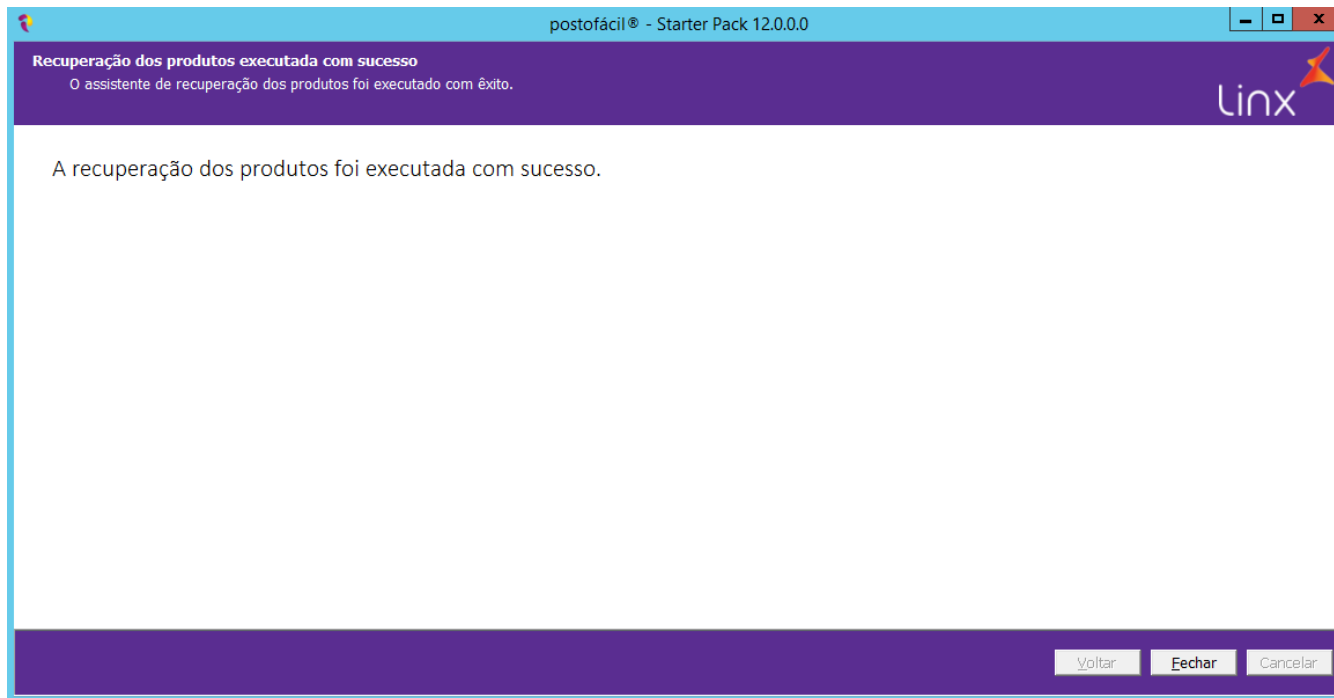 postofácil® - Starter Pack 12.0.0.0
Recuperação dos produtos executada com sucesso
O assistente de recuperação dos produtos foi executado com êxito.
Linx
A recuperação dos produtos foi executada com sucesso.
Voltar Fechar Cancelar